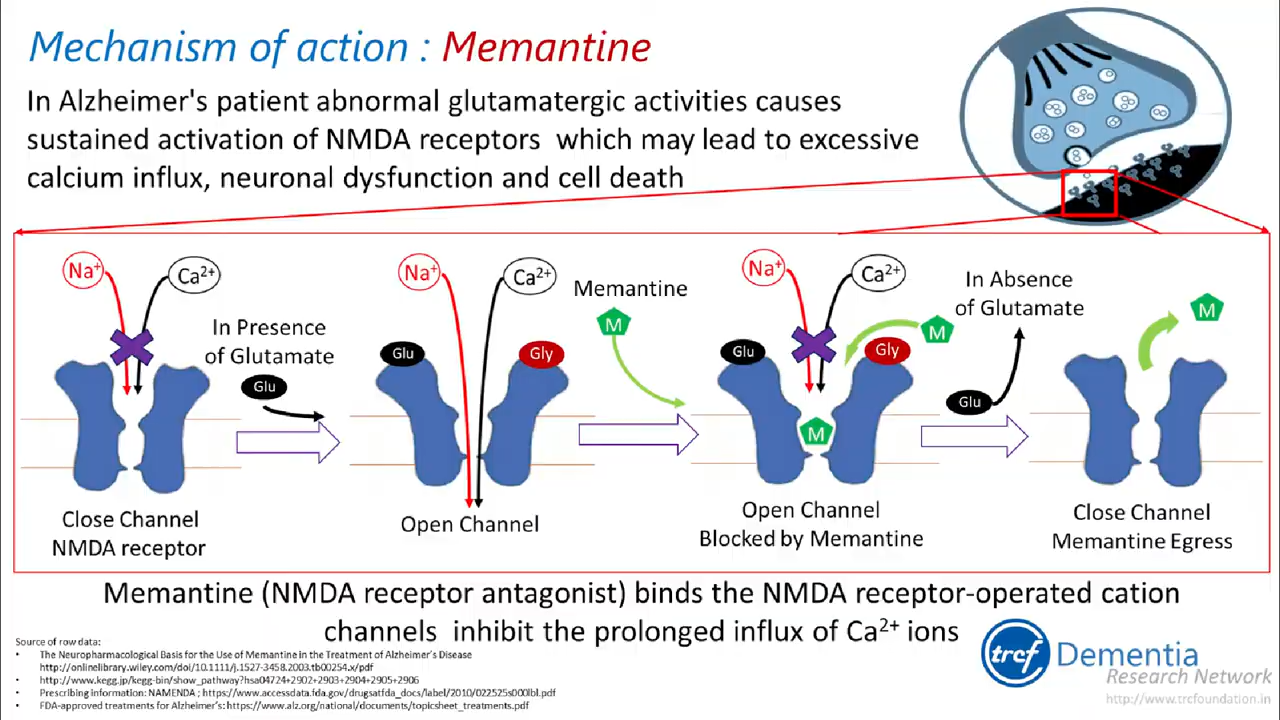 Mechanism of action : Memantine
In Alzheimer's patient abnormal glutamatergic activities causes
sustained activation of NMDA receptors which may lead to excessive
calcium influx, neuronal dysfunction and cell death
Na⁺
Ca²⁺
In Presence
of Glutamate
Glu
Close Channel
NMDA receptor
Na⁺
Ca²⁺
Glu
Gly
Open Channel
Memantine
M
Na⁺
Ca²⁺
M
Glu
Gly
M
Open Channel
Blocked by Memantine
In Absence
of Glutamate
Glu
M
Close Channel
Memantine Egress
Memantine (NMDA receptor antagonist) binds the NMDA receptor-operated cation
channels inhibit the prolonged influx of Ca²⁺ ions
Source of row data:
• The Neuropharmacological Basis for the Use of Memantine in the Treatment of Alzheimer's Disease
http://onlinelibrary.wiley.com/doi/10.1111/j.1527-3458.2003.tb00254.x/pdf
• http://www.kegg.jp/kegg-bin/show_pathway?hsa04724+2902+2903+2904+2905+2906
• Prescribing information: NAMENDA ; https://www.accessdata.fda.gov/drugsatfda_docs/label/2010/022525s000lbl.pdf
• FDA-approved treatments for Alzheimer's: https://www.alz.org/national/documents/topicsheet_treatments.pdf
trcf
Dementia
Research Network
http://www.trcfoundation.in